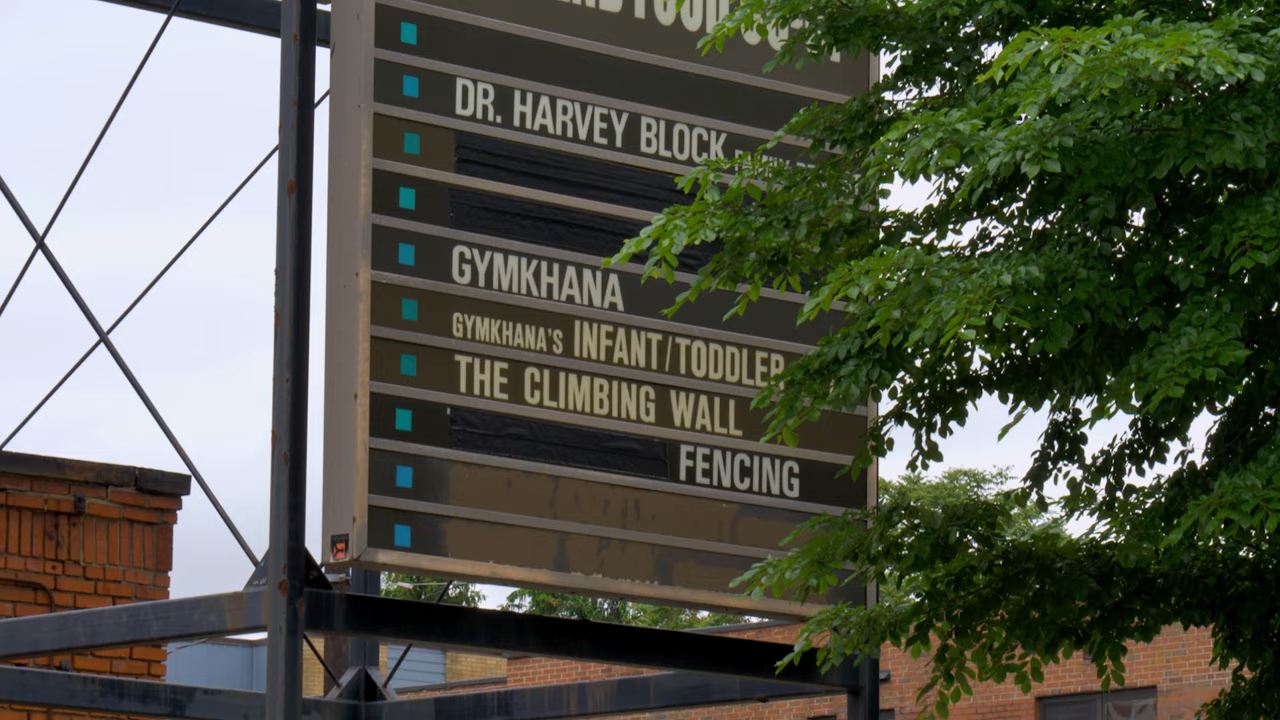 DR. HARVEY BLOCK
GYMKHANA
GYMKHANA'S INFANT/TODDLER
THE CLIMBING WALL
FENCING